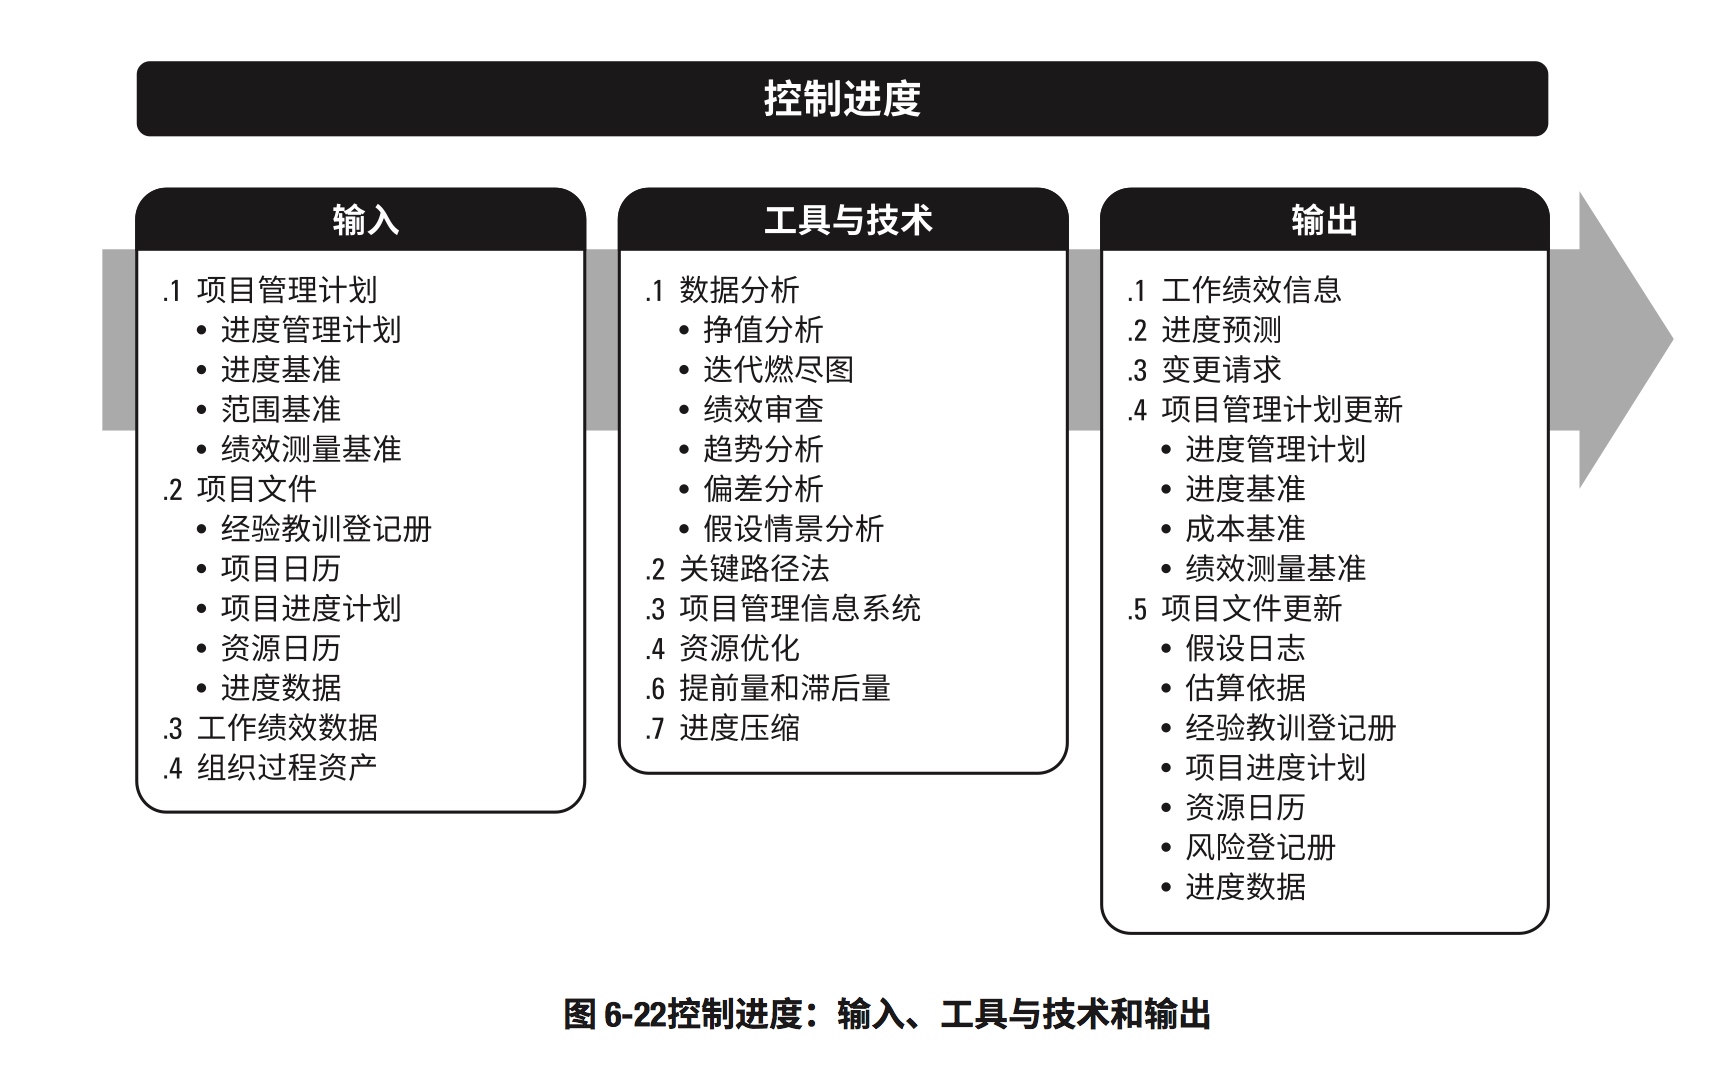 控制进度
输入
.1 项目管理计划
• 进度管理计划
• 进度基准
• 范围基准
• 绩效测量基准
.2 项目文件
• 经验教训登记册
• 项目日历
• 项目进度计划
• 资源日历
• 进度数据
.3 工作绩效数据
.4 组织过程资产
工具与技术
.1 数据分析
• 挣值分析
• 迭代燃尽图
• 绩效审查
• 趋势分析
• 偏差分析
• 假设情景分析
.2 关键路径法
.3 项目管理信息系统
.4 资源优化
.6 提前量和滞后量
.7 进度压缩
输出
.1 工作绩效信息
.2 进度预测
.3 变更请求
.4 项目管理计划更新
• 进度管理计划
• 进度基准
• 成本基准
• 绩效测量基准
.5 项目文件更新
• 假设日志
• 估算依据
• 经验教训登记册
• 项目进度计划
• 资源日历
• 风险登记册
• 进度数据
图 6-22控制进度：输入、工具与技术和输出